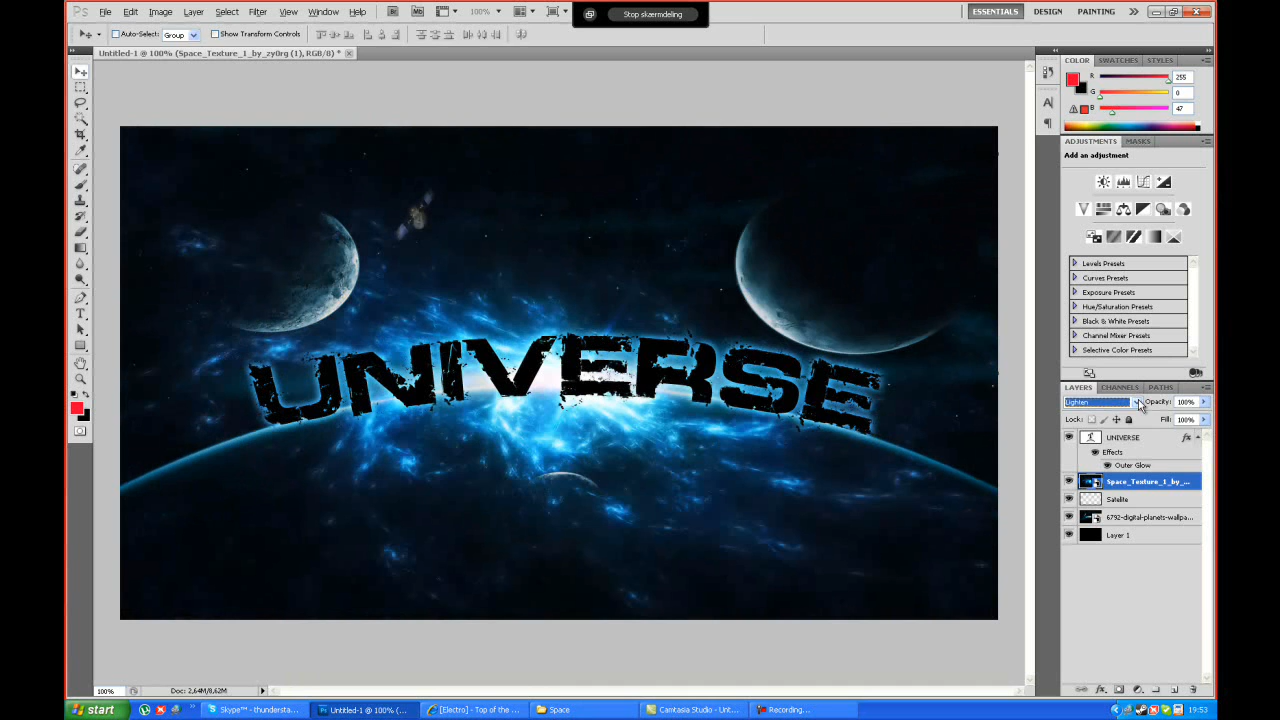 Ps File Edit Image Layer Select Filter View Window Help Br Mb 100% Stop skærmdeling ESSENTIALS DESIGN PAINTING
Auto-Select: Group Show Transform Controls
Untitled-1 @ 100% (Space_Texture_1_by_zy0rg (1), RGB/8) *
COLOR SWATCHES STYLES
R 255
G 0
B 47
ADJUSTMENTS MASKS
Add an adjustment
Levels Presets
Curves Presets
Exposure Presets
Hue/Saturation Presets
Black & White Presets
Channel Mixer Presets
Selective Color Presets
UNIVERSE
LAYERS CHANNELS PATHS
Lighten Opacity: 100%
Lock: Fill: 100%
UNIVERSE fx
Effects
Outer Glow
Space_Texture_1_by_...
Satelite
6792-digital-planets-wallpa...
Layer 1
100% Doc: 2,64M/8,62M
start Skype™ - thundersta... Untitled-1 @ 100% (... [Electro] - Top of the ... Space Camtasia Studio - Unt... Recording... 19:53